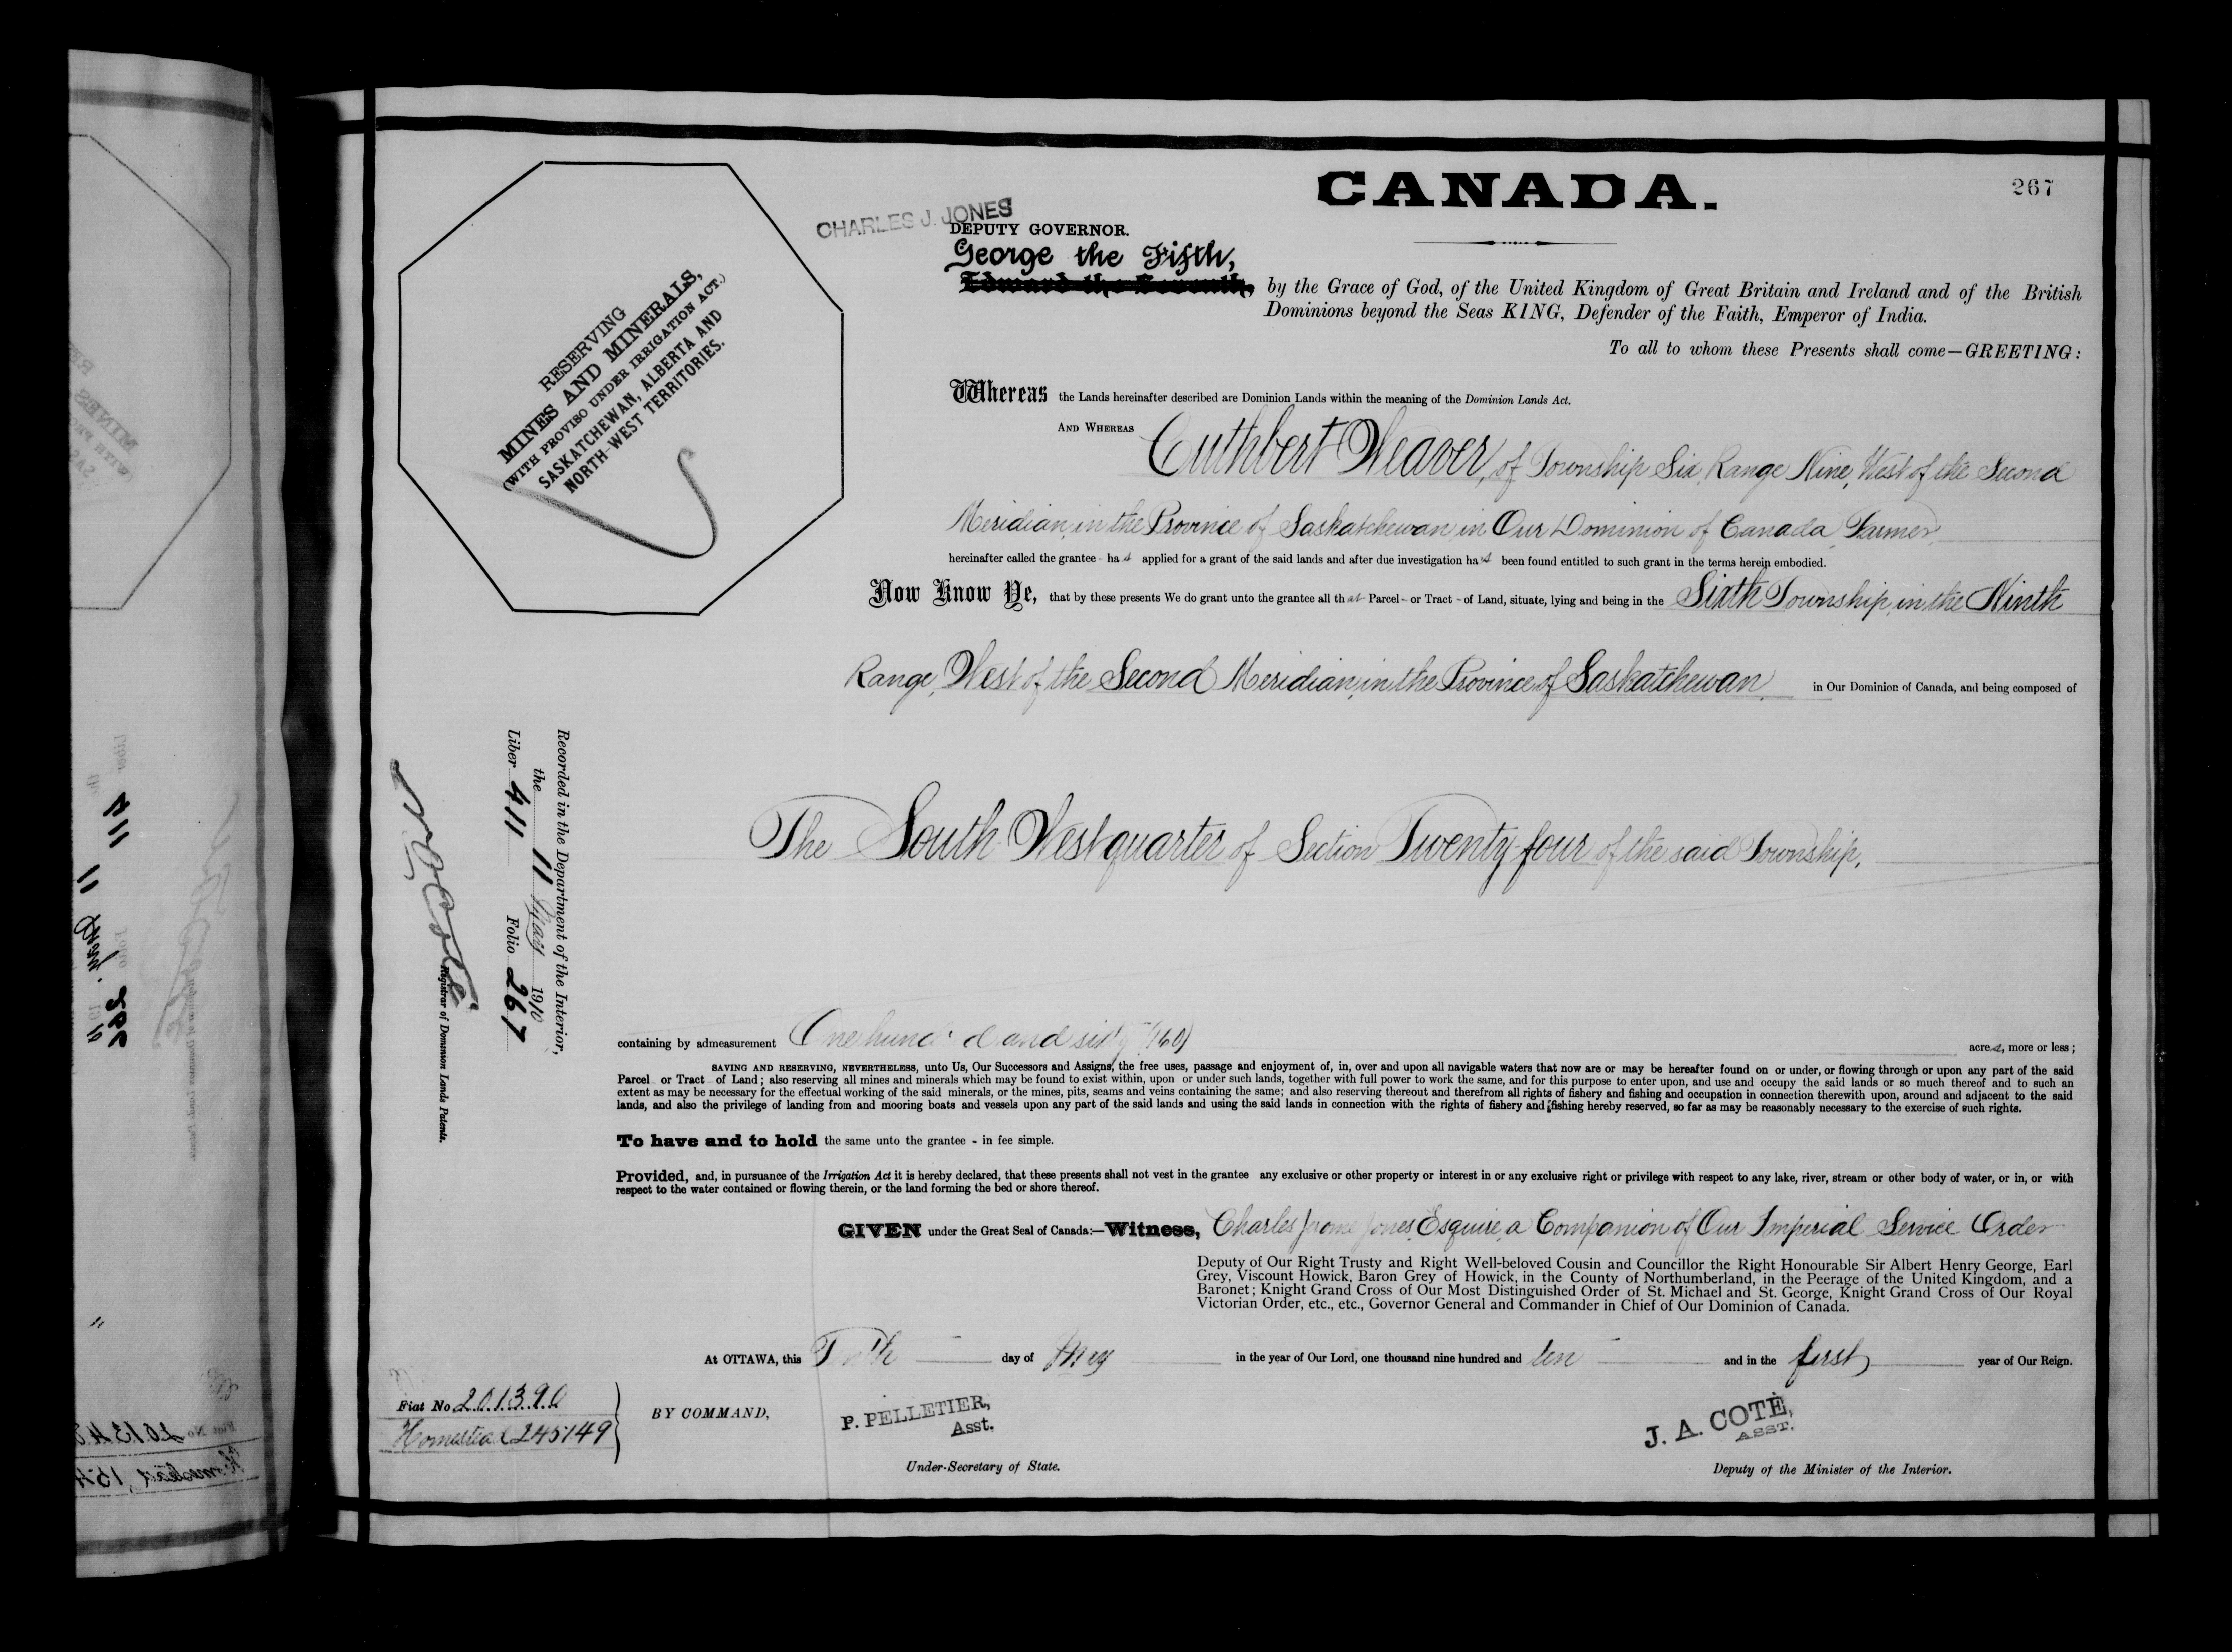 CANADA.
267
CHARLES J. JONES
DEPUTY GOVERNOR.
George the Fifth,
Edward the Seventh, by the Grace of God, of the United Kingdom of Great Britain and Ireland and of the British
Dominions beyond the Seas KING, Defender of the Faith, Emperor of India.
To all to whom these Presents shall come—GREETING:
RESERVING
MINES AND MINERALS,
(WITH PROVISO UNDER IRRIGATION ACT.)
SASKATCHEWAN, ALBERTA AND
NORTH-WEST TERRITORIES.
Whereas the Lands hereinafter described are Dominion Lands within the meaning of the Dominion Lands Act.
AND WHEREAS Cuthbert Weaver, of Township Six, Range Nine, West of the Second
Meridian, in the Province of Saskatchewan, in Our Dominion of Canada, Farmer,
hereinafter called the grantee - has applied for a grant of the said lands and after due investigation has been found entitled to such grant in the terms herein embodied.
Now Know Ye, that by these presents We do grant unto the grantee all that Parcel - or Tract - of Land, situate, lying and being in the Sixth Township, in the Ninth
Range, West of the Second Meridian, in the Province of Saskatchewan, in Our Dominion of Canada, and being composed of
The South West quarter of Section Twenty-four of the said Township,
Recorded in the Department of the Interior,
the 11 May 1910
Liber 411 Folio 267
Registrar of Dominion Lands Patents.
containing by admeasurement One hundred and sixty (160) acres, more or less;
SAVING AND RESERVING, NEVERTHELESS, unto Us, Our Successors and Assigns, the free uses, passage and enjoyment of, in, over and upon all navigable waters that now are or may be hereafter found on or under, or flowing through or upon any part of the said
Parcel or Tract of Land; also reserving all mines and minerals which may be found to exist within, upon or under such lands, together with full power to work the same, and for this purpose to enter upon, and use and occupy the said lands or so much thereof and to such an
extent as may be necessary for the effectual working of the said minerals, or the mines, pits, seams and veins containing the same; and also reserving thereout and therefrom all rights of fishery and fishing and occupation in connection therewith upon, around and adjacent to the said
lands, and also the privilege of landing from and mooring boats and vessels upon any part of the said lands and using the said lands in connection with the rights of fishery and fishing hereby reserved, so far as may be reasonably necessary to the exercise of such rights.
To have and to hold the same unto the grantee - in fee simple.
Provided, and, in pursuance of the Irrigation Act it is hereby declared, that these presents shall not vest in the grantee any exclusive or other property or interest in or any exclusive right or privilege with respect to any lake, river, stream or other body of water, or in, or with
respect to the water contained or flowing therein, or the land forming the bed or shore thereof.
GIVEN under the Great Seal of Canada:—Witness, Charles Jerome Jones, Esquire, a Companion of Our Imperial Service Order
Deputy of Our Right Trusty and Right Well-beloved Cousin and Councillor the Right Honourable Sir Albert Henry George, Earl
Grey, Viscount Howick, Baron Grey of Howick, in the County of Northumberland, in the Peerage of the United Kingdom, and a
Baronet; Knight Grand Cross of Our Most Distinguished Order of St. Michael and St. George, Knight Grand Cross of Our Royal
Victorian Order, etc., etc., Governor General and Commander in Chief of Our Dominion of Canada.
At OTTAWA, this Tenth day of May in the year of Our Lord, one thousand nine hundred and ten and in the first year of Our Reign.
Fiat No 201390
Homestead 245149
BY COMMAND,
P. PELLETIER,
Asst.
Under-Secretary of State.
J. A. COTÉ,
ASST.
Deputy of the Minister of the Interior.